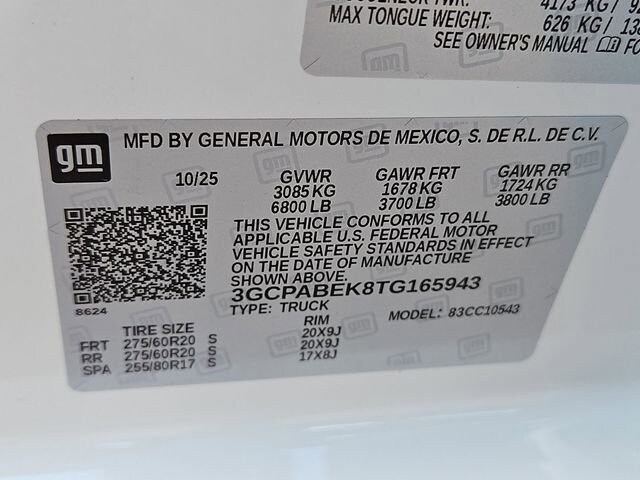 4173 KG/
MAX TONGUE WEIGHT: 626 KG/
SEE OWNER'S MANUAL
gm
MFD BY GENERAL MOTORS DE MEXICO, S. DE R.L. DE C.V.
10/25 GVWR GAWR FRT GAWR RR
3085 KG 1678 KG 1724 KG
6800 LB 3700 LB 3800 LB
THIS VEHICLE CONFORMS TO ALL
APPLICABLE U.S. FEDERAL MOTOR
VEHICLE SAFETY STANDARDS IN EFFECT
ON THE DATE OF MANUFACTURE
SHOWN ABOVE.
3GCPABEK8TG165943
8624
TYPE: TRUCK MODEL: 83CC10543
TIRE SIZE RIM
FRT 275/60R20 S 20X9J
RR 275/60R20 S 20X9J
SPA 255/80R17 S 17X8J